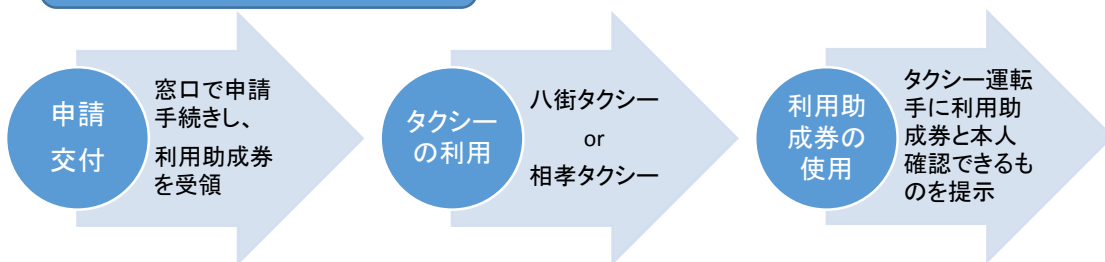 申請
交付
窓口で申請
手続きし、
利用助成券
を受領
タクシー
の利用
八街タクシー
or
相孝タクシー
利用助
成券の
使用
タクシー運転
手に利用助
成券と本人
確認できるも
のを提示